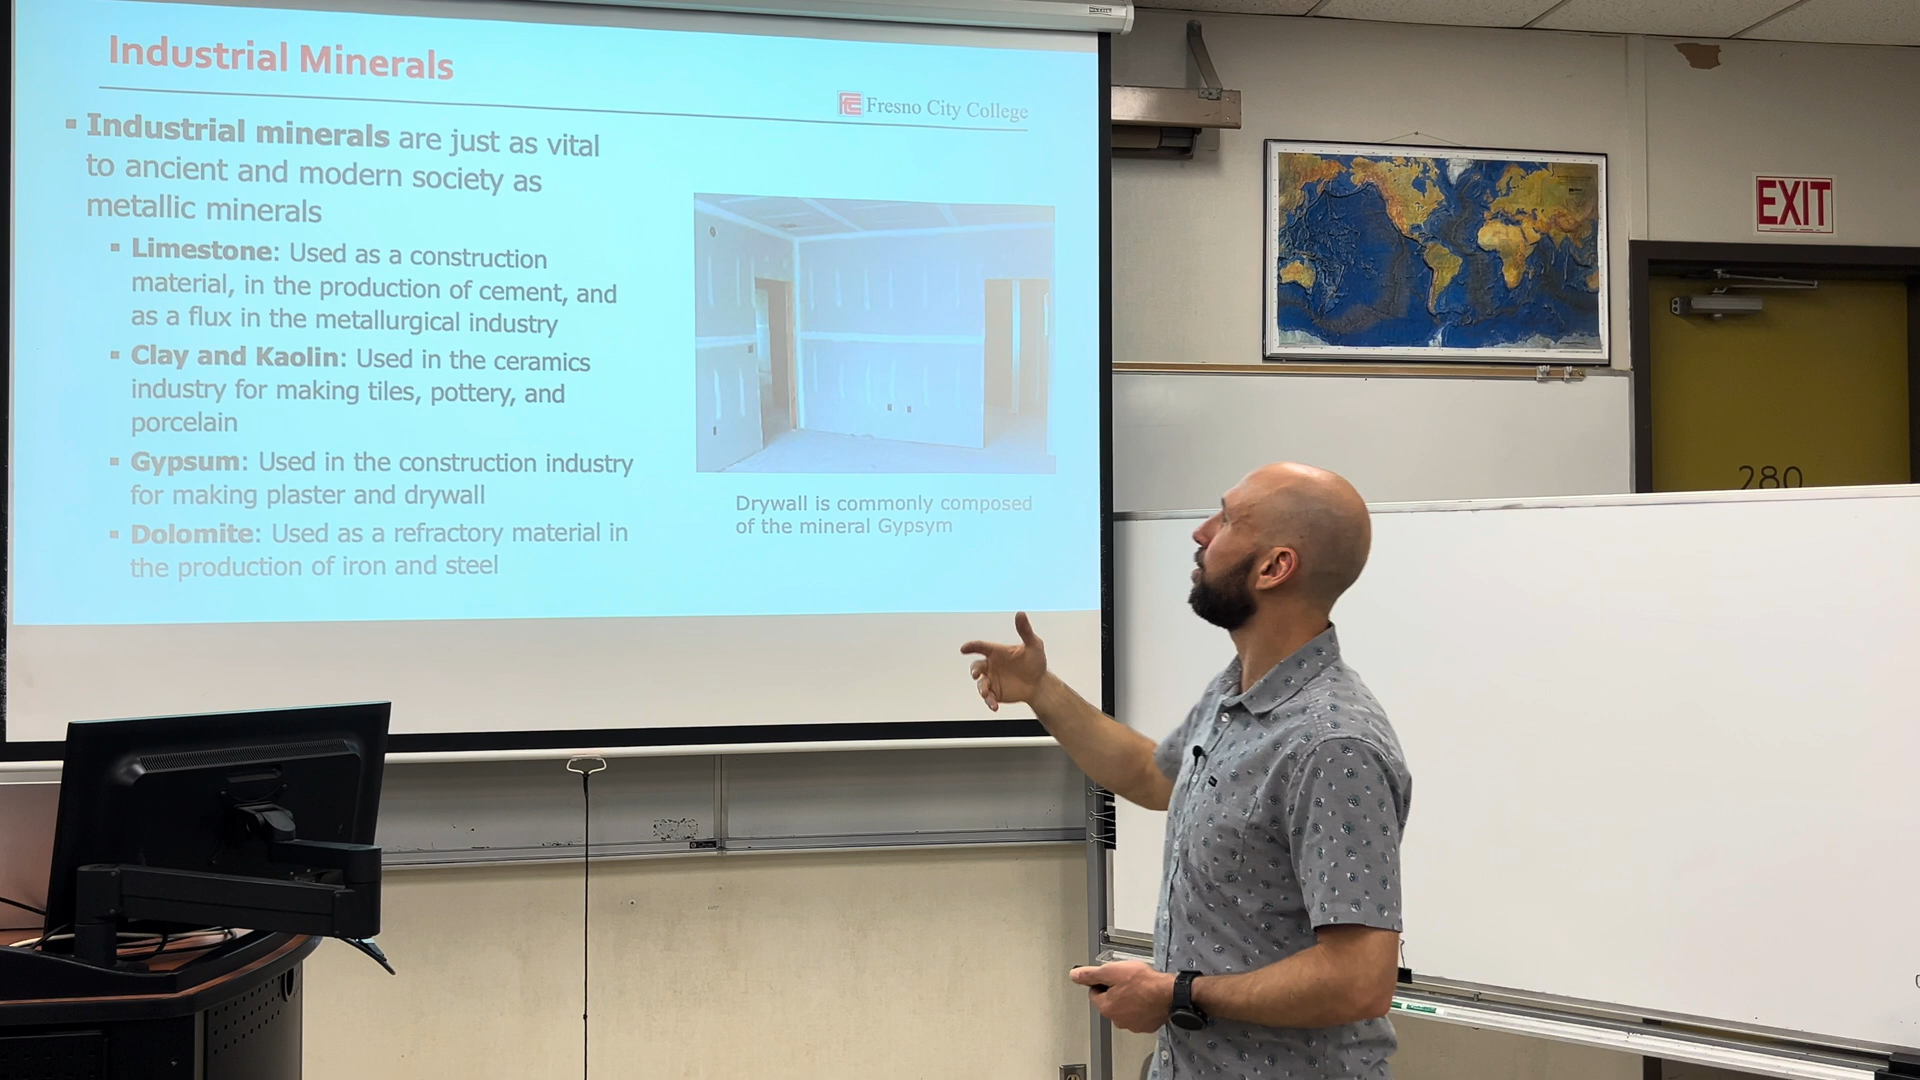 Industrial Minerals
Fresno City College
Industrial minerals are just as vital
to ancient and modern society as
metallic minerals
Limestone: Used as a construction
material, in the production of cement, and
as a flux in the metallurgical industry
Clay and Kaolin: Used in the ceramics
industry for making tiles, pottery, and
porcelain
Gypsum: Used in the construction industry
for making plaster and drywall
Dolomite: Used as a refractory material in
the production of iron and steel
Drywall is commonly composed
of the mineral Gypsym
EXIT
280